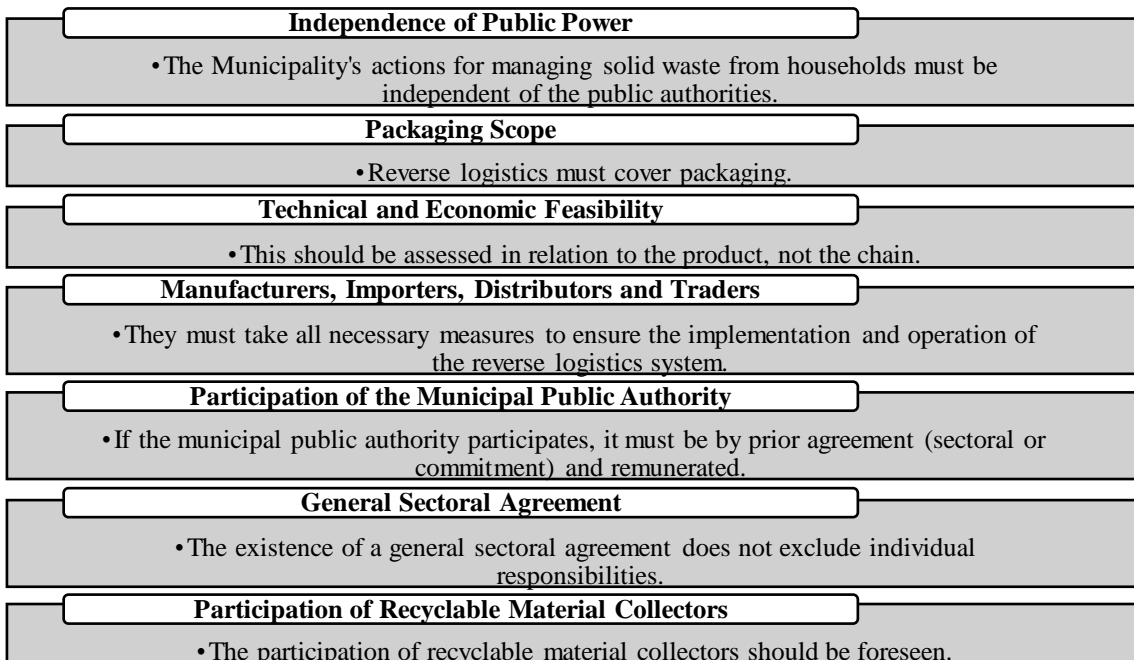 Independence of Public Power
•The Municipality's actions for managing solid waste from households must be
independent of the public authorities.
Packaging Scope
•Reverse logistics must cover packaging.
Technical and Economic Feasibility
•This should be assessed in relation to the product, not the chain.
Manufacturers, Importers, Distributors and Traders
•They must take all necessary measures to ensure the implementation and operation of
the reverse logistics system.
Participation of the Municipal Public Authority
•If the municipal public authority participates, it must be by prior agreement (sectoral or
commitment) and remunerated.
General Sectoral Agreement
•The existence of a general sectoral agreement does not exclude individual
responsibilities.
Participation of Recyclable Material Collectors
•The participation of recyclable material collectors should be foreseen.